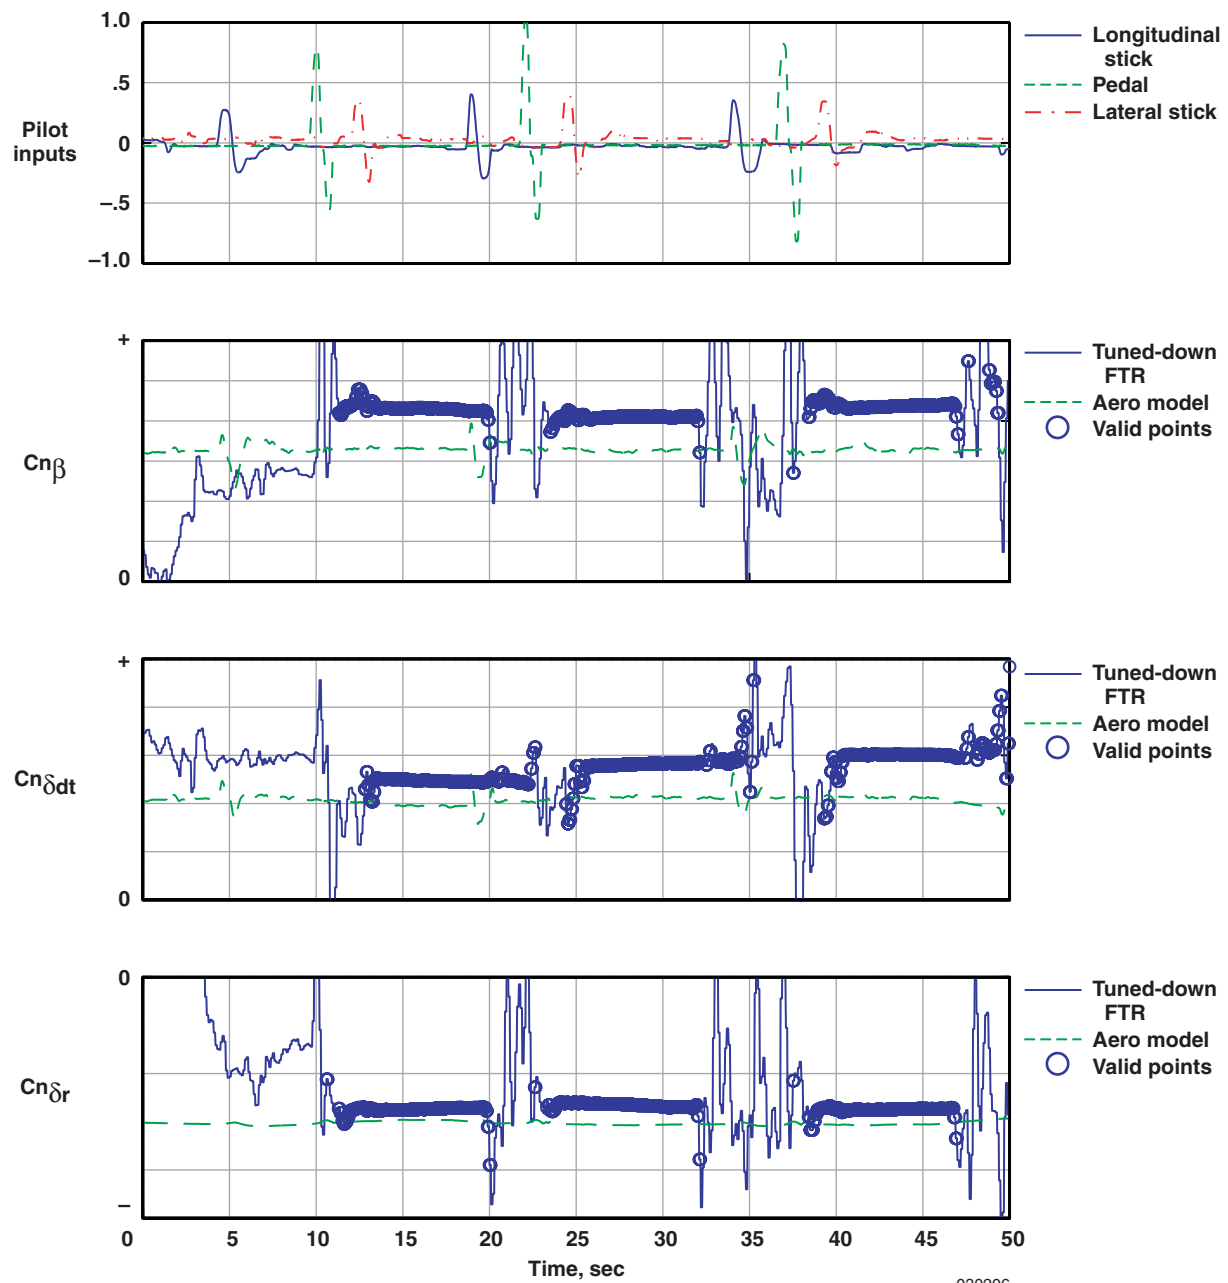 1.0
.5
0
–.5
–1.0
Pilot
inputs
Longitudinal
stick
Pedal
Lateral stick
+
0
Cnβ
Tuned-down
FTR
Aero model
Valid points
+
0
Cnδdt
Tuned-down
FTR
Aero model
Valid points
0
–
Cnδr
Tuned-down
FTR
Aero model
Valid points
0 5 10 15 20 25 30 35 40 45 50
Time, sec